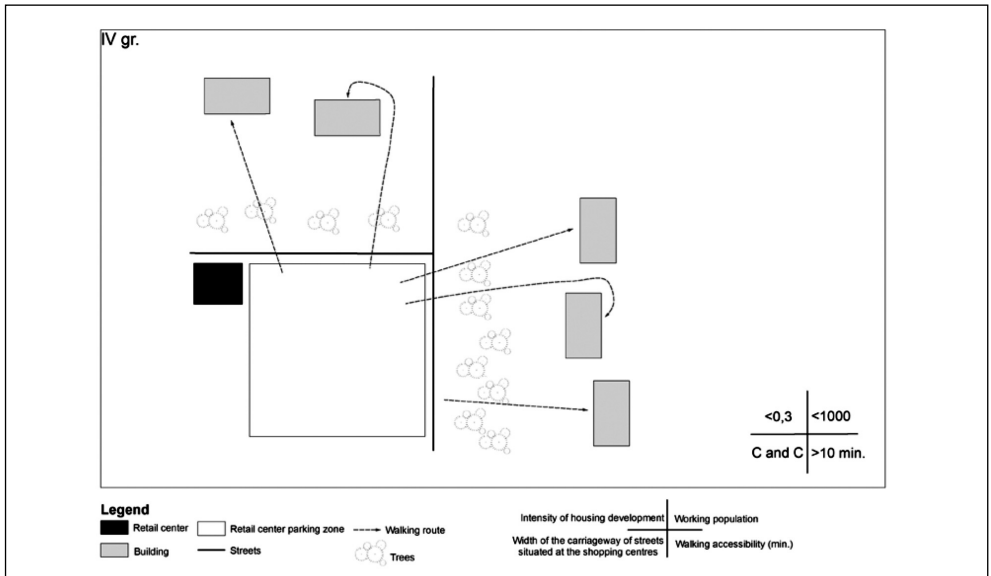 IV gr.
<0,3 <1000
C and C >10 min.
Legend
Retail center Retail center parking zone Walking route
Building Streets Trees
Intensity of housing development Working population
Width of the carriageway of streets
situated at the shopping centres Walking accessibility (min.)